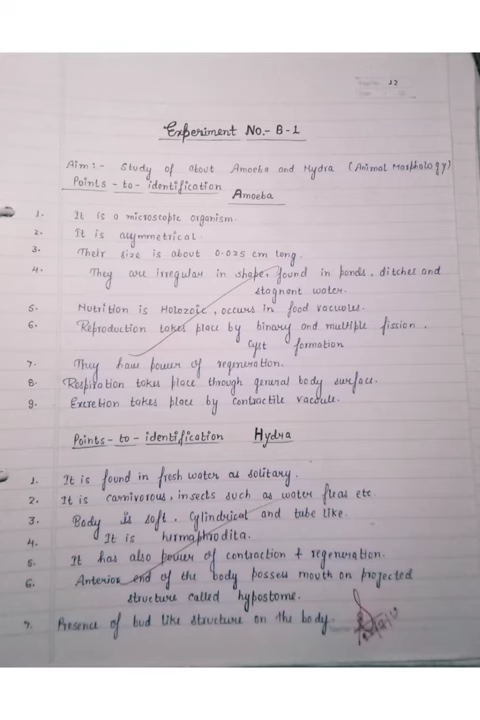 22
Experiment No.- B-1
Aim:- Study of about Amoeba and Hydra (Animal Morphology)
Points-to-identification
Amoeba
1. It is a microscopic organism.
2. It is asymmetrical.
3. Their size is about 0.025 cm long.
4. They are irregular in shape, found in ponds, ditches and
stagnant water.
5. Nutrition is Holozoic, occurs in food vacuoles.
6. Reproduction takes place by binary and multiple fission.
Cyst formation
7. They have power of regeneration.
8. Respiration takes place through general body surface.
9. Excretion takes place by contractile vacuole.
Points-to-identification Hydra
1. It is found in fresh water as solitary.
2. It is carnivorous, insects such as water fleas etc.
3. Body is soft, cylindrical and tube like.
4. It is hermaphrodita.
5. It has also power of contraction + regeneration.
6. Anterior end of the body possess mouth on projected
structure called hypostome.
7. Presence of bud like structure on the body.